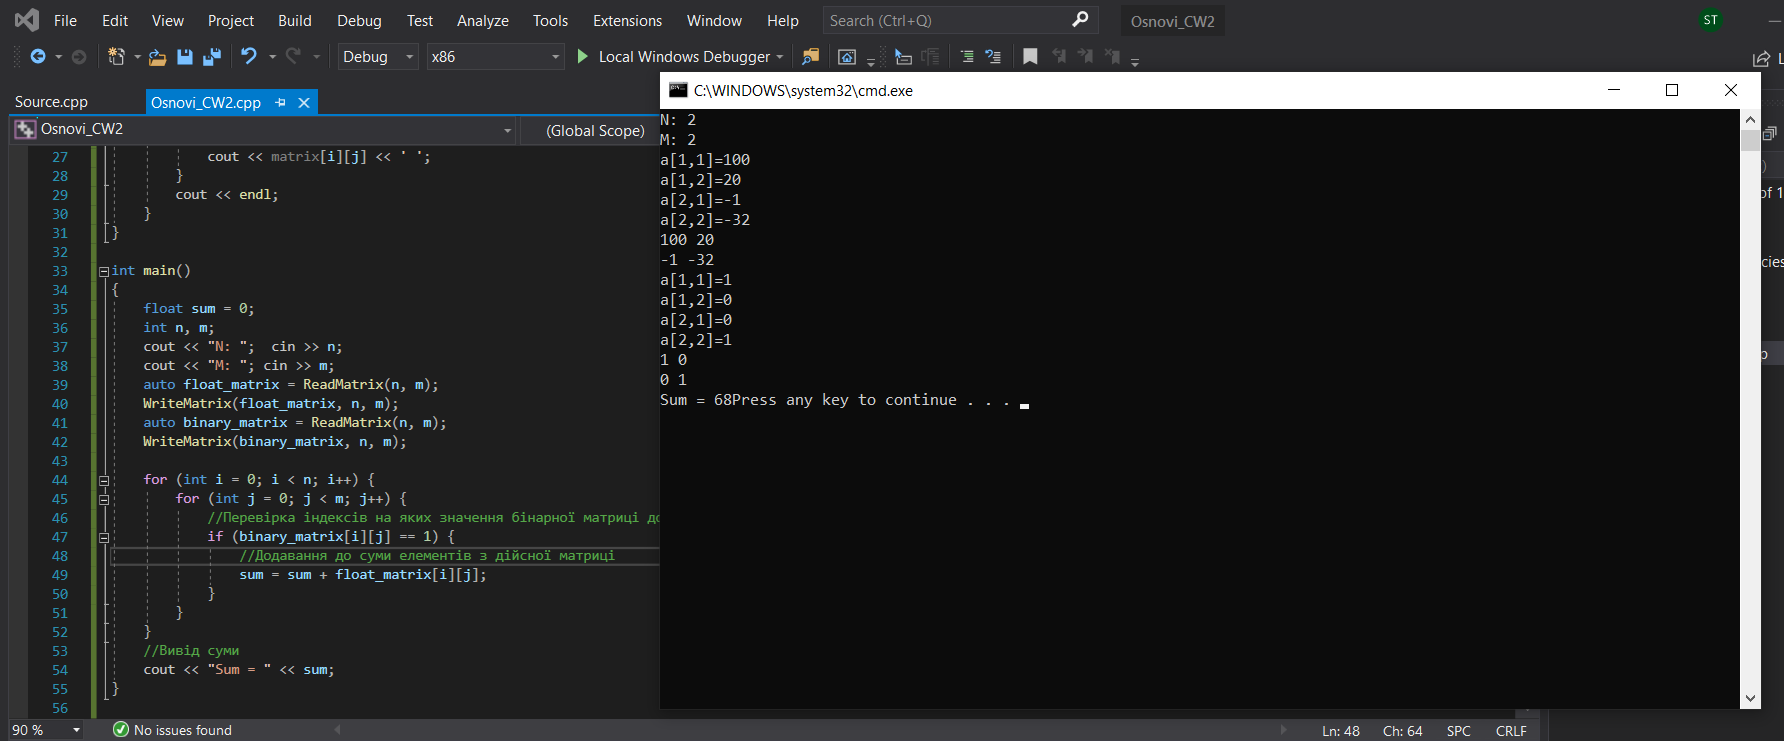 File Edit View Project Build Debug Test Analyze Tools Extensions Window Help Search (Ctrl+Q) Osnovi_CW2 ST
Debug x86 Local Windows Debugger
Source.cpp Osnovi_CW2.cpp
Osnovi_CW2 (Global Scope)
27 cout << matrix[i][j] << ' ';
28 }
29 cout << endl;
30 }
31 }
32
33 int main()
34 {
35 float sum = 0;
36 int n, m;
37 cout << "N: ";  cin >> n;
38 cout << "M: "; cin >> m;
39 auto float_matrix = ReadMatrix(n, m);
40 WriteMatrix(float_matrix, n, m);
41 auto binary_matrix = ReadMatrix(n, m);
42 WriteMatrix(binary_matrix, n, m);
43
44 for (int i = 0; i < n; i++) {
45 for (int j = 0; j < m; j++) {
46 //Перевірка індексів на яких значення бінарної матриці
47 if (binary_matrix[i][j] == 1) {
48 //Додавання до суми елементів з дійсної матриці
49 sum = sum + float_matrix[i][j];
50 }
51 }
52 }
53 //Вивід суми
54 cout << "Sum = " << sum;
55 }
56
C:\WINDOWS\system32\cmd.exe
N: 2
M: 2
a[1,1]=100
a[1,2]=20
a[2,1]=-1
a[2,2]=-32
100 20
-1 -32
a[1,1]=1
a[1,2]=0
a[2,1]=0
a[2,2]=1
1 0
0 1
Sum = 68Press any key to continue . . .
of 1
cies
90 % No issues found Ln: 48 Ch: 64 SPC CRLF